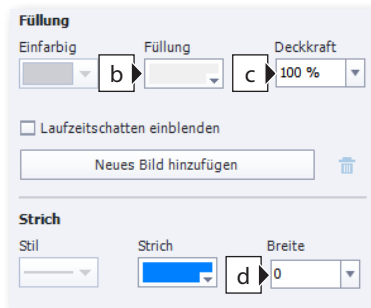 Füllung
Einfarbig Füllung Deckkraft
b c 100 %
Laufzeitschatten einblenden
Neues Bild hinzufügen
Strich
Stil Strich Breite
d 0